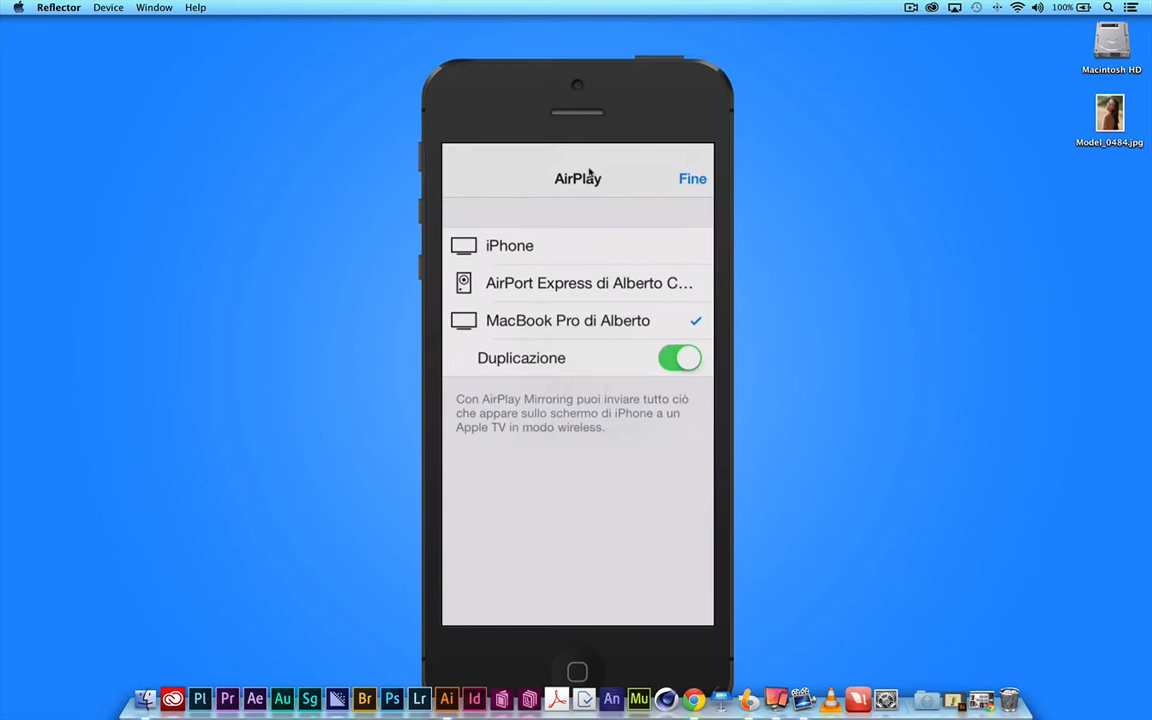 Reflector Device Window Help 100%
Macintosh HD
Model_0484.jpg
AirPlay Fine
iPhone
AirPort Express di Alberto C...
MacBook Pro di Alberto
Duplicazione
Con AirPlay Mirroring puoi inviare tutto ciò
che appare sullo schermo di iPhone a un
Apple TV in modo wireless.
Pl Pr Ae Au Sg Br Ps Lr Ai Id An Mu